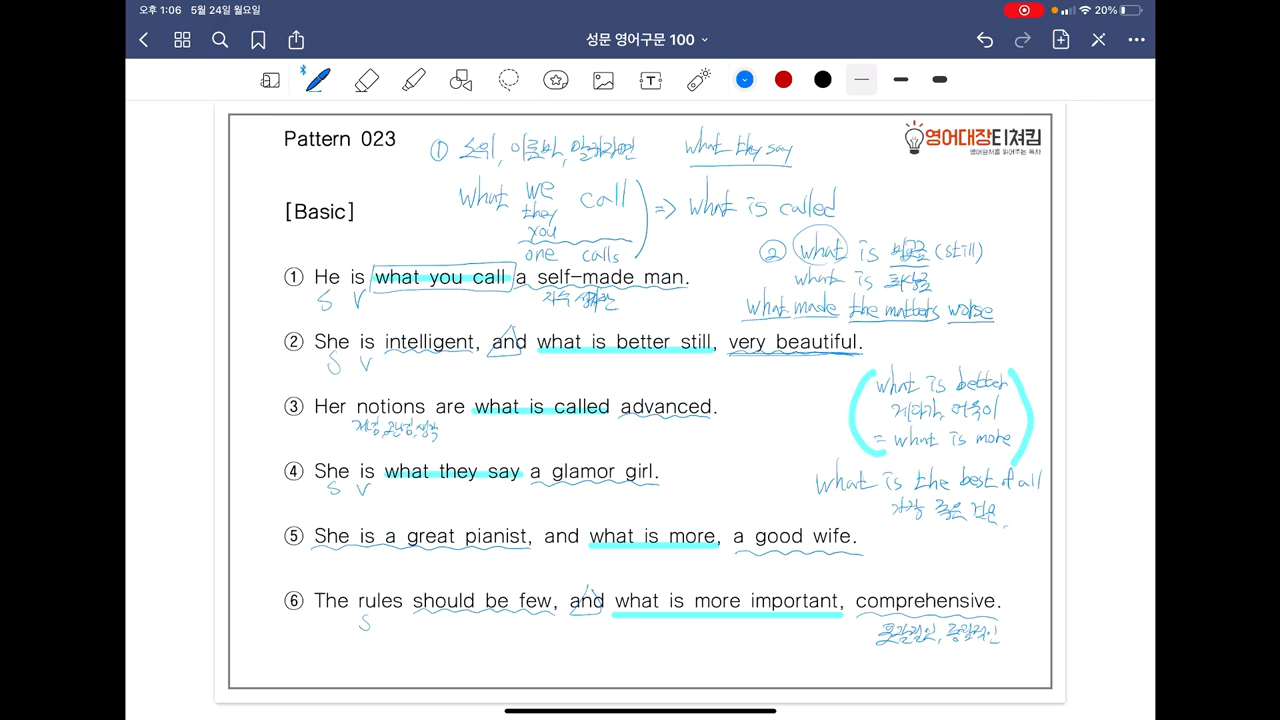 오후 1:06 5월 24일 월요일
20%
성문 영어구문 100
Pattern 023
① 소위, 이른바, 말하자면 what they say
영어대장티쳐킴
what we call => what is called
they
you
one calls
[Basic]
② what is 비교급 (still)
what is 최상급
what made the matters worse
① He is what you call a self-made man.
S V 자수성가한
② She is intelligent, and what is better still, very beautiful.
S V
what is better
게다가, 더욱이
= what is more
③ Her notions are what is called advanced.
개념, 관념, 생각
④ She is what they say a glamor girl.
S V
what is the best of all
가장 좋은 것은
⑤ She is a great pianist, and what is more, a good wife.
⑥ The rules should be few, and what is more important, comprehensive.
S 포괄적인, 종합적인